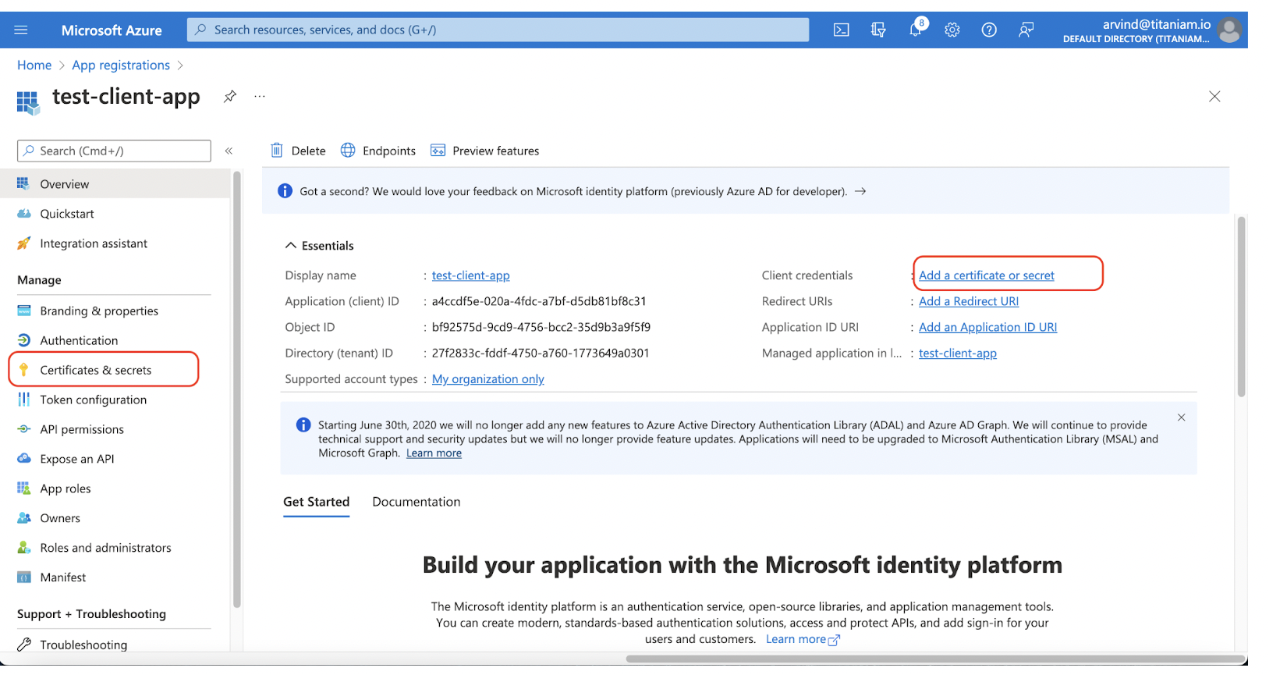 Microsoft Azure
Search resources, services, and docs (G+/)
8
arvind@titaniam.io
DEFAULT DIRECTORY (TITANIAM...
Home > App registrations >
test-client-app
...
Search (Cmd+/)
«
Overview
Quickstart
Integration assistant
Manage
Branding & properties
Authentication
Certificates & secrets
Token configuration
API permissions
Expose an API
App roles
Owners
Roles and administrators
Manifest
Support + Troubleshooting
Troubleshooting
Delete Endpoints Preview features
Got a second? We would love your feedback on Microsoft identity platform (previously Azure AD for developer). →
Essentials
Display name : test-client-app
Application (client) ID : a4ccdf5e-020a-4fdc-a7bf-d5db81bf8c31
Object ID : bf92575d-9cd9-4756-bcc2-35d9b3a9f5f9
Directory (tenant) ID : 27f2833c-fddf-4750-a760-1773649a0301
Supported account types : My organization only
Client credentials : Add a certificate or secret
Redirect URIs : Add a Redirect URI
Application ID URI : Add an Application ID URI
Managed application in l... : test-client-app
Starting June 30th, 2020 we will no longer add any new features to Azure Active Directory Authentication Library (ADAL) and Azure AD Graph. We will continue to provide
technical support and security updates but we will no longer provide feature updates. Applications will need to be upgraded to Microsoft Authentication Library (MSAL) and
Microsoft Graph. Learn more
Get Started Documentation
Build your application with the Microsoft identity platform
The Microsoft identity platform is an authentication service, open-source libraries, and application management tools.
You can create modern, standards-based authentication solutions, access and protect APIs, and add sign-in for your
users and customers. Learn more